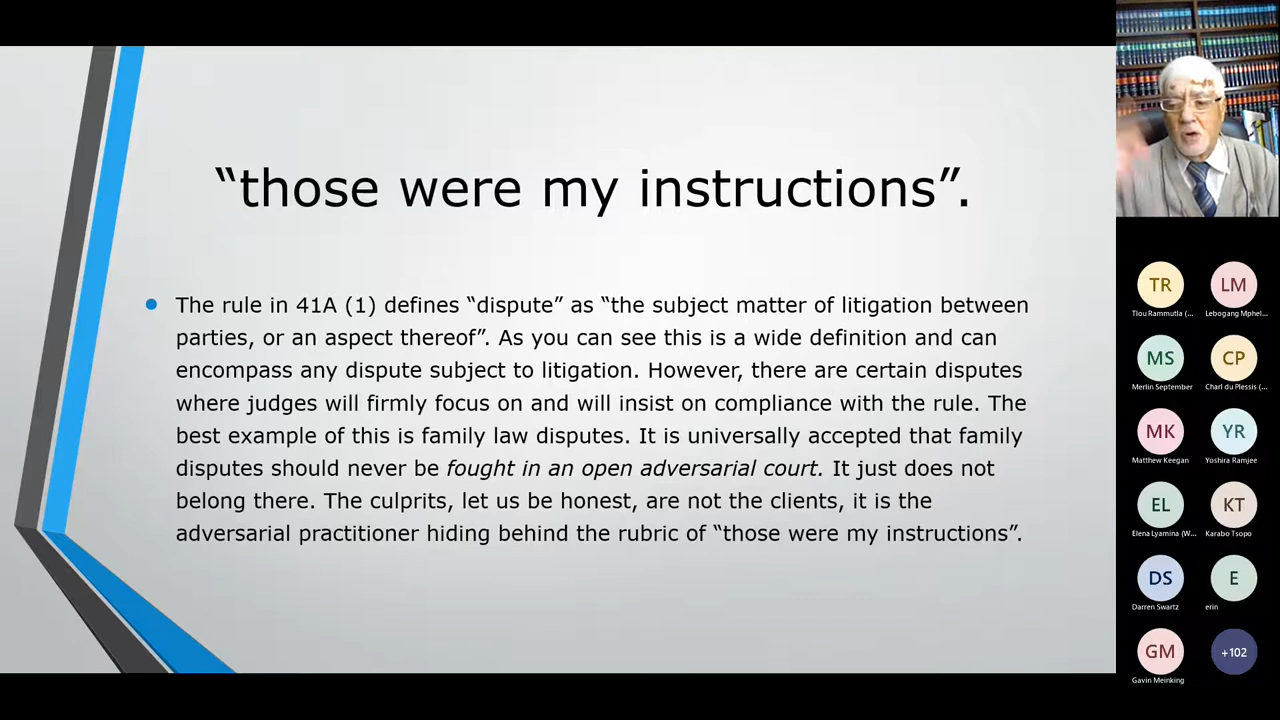 “those were my instructions”.
The rule in 41A (1) defines “dispute” as “the subject matter of litigation between
parties, or an aspect thereof”. As you can see this is a wide definition and can
encompass any dispute subject to litigation. However, there are certain disputes
where judges will firmly focus on and will insist on compliance with the rule. The
best example of this is family law disputes. It is universally accepted that family
disputes should never be fought in an open adversarial court. It just does not
belong there. The culprits, let us be honest, are not the clients, it is the
adversarial practitioner hiding behind the rubric of “those were my instructions”.
TR
LM
Tlou Rammutla (...
Lebogang Mphel...
MS
CP
Merlin September
Charl du Plessis (...
MK
YR
Matthew Keegan
Yoshira Ramjee
EL
KT
Elena Lyamina (W...
Karabo Tsopo
DS
E
Darren Swartz
erin
GM
+102
Gavin Meinking